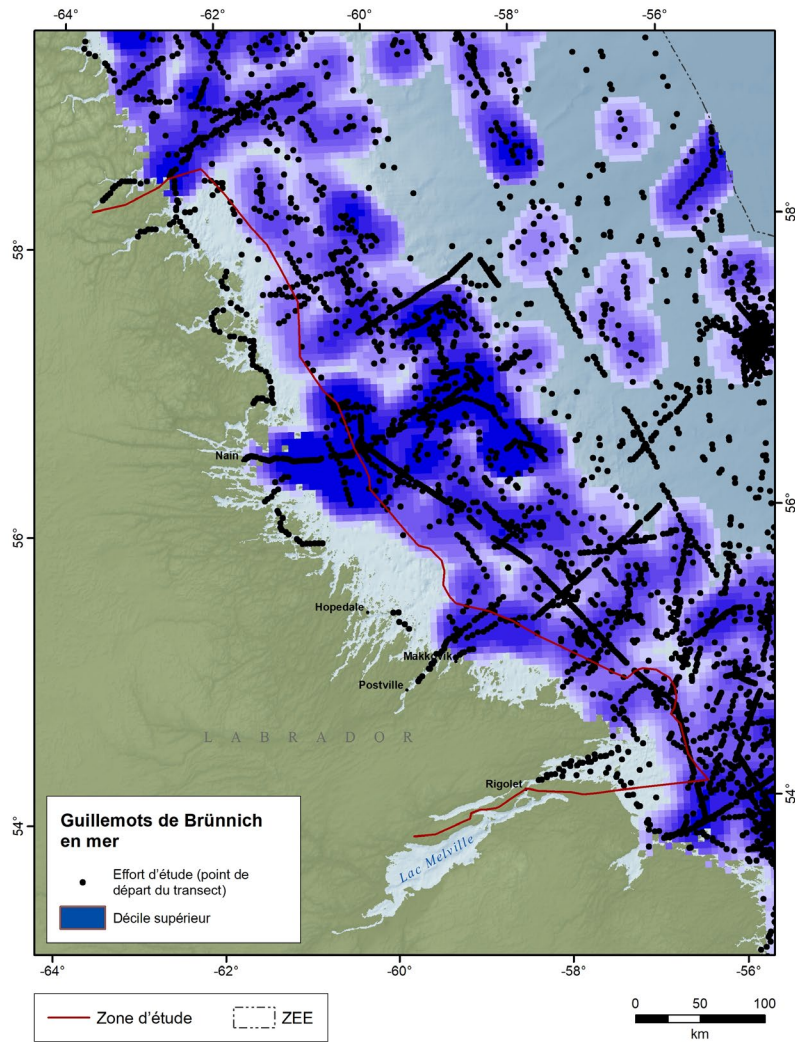 -64°
-62°
-60°
-58°
-56°
58°
58°
Nain
56°
56°
Hopedale
Makkovik
Postville
LABRADOR
Rigolet
54°
54°
Lac Melville
Guillemots de Brünnich
en mer
Effort d'étude (point de
départ du transect)
Décile supérieur
-64°
-62°
-60°
-58°
-56°
Zone d'étude
ZEE
0 50 100
km